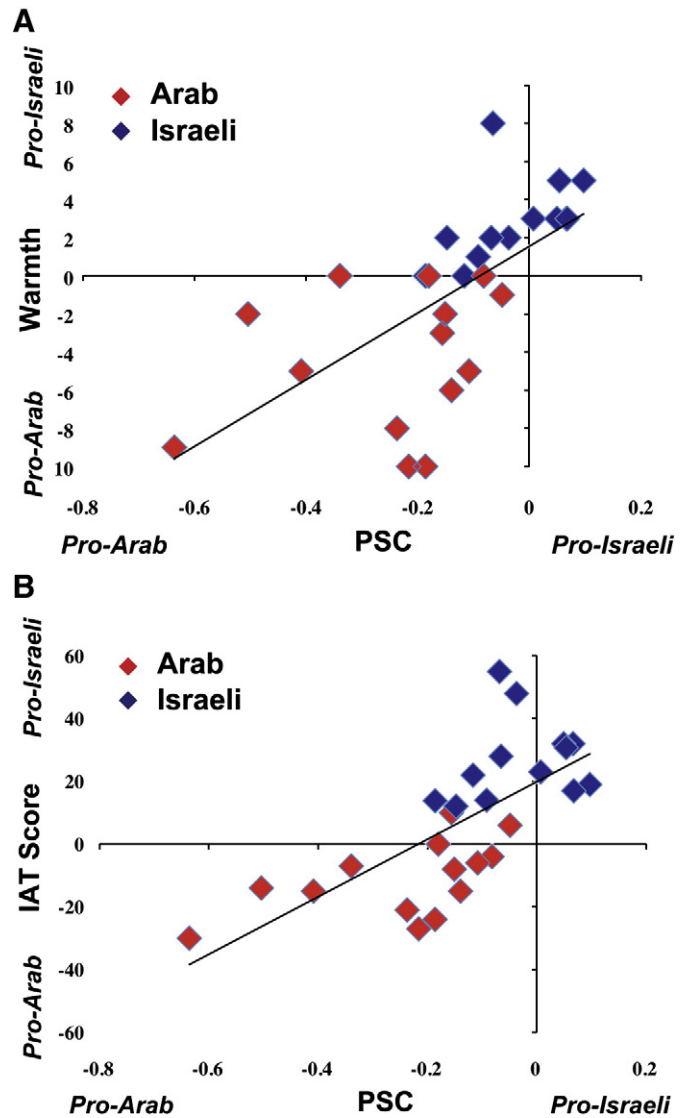 A
Pro-Israeli
Warmth
Pro-Arab
10
8
6
4
2
0
-2
-4
-6
-8
10
Arab
Israeli
-0.8 -0.6 -0.4 -0.2 0 0.2
Pro-Arab PSC Pro-Israeli
B
Pro-Israeli
IAT Score
Pro-Arab
60
40
20
0
-20
-40
-60
Arab
Israeli
-0.8 -0.6 -0.4 -0.2 0 0.2
Pro-Arab PSC Pro-Israeli